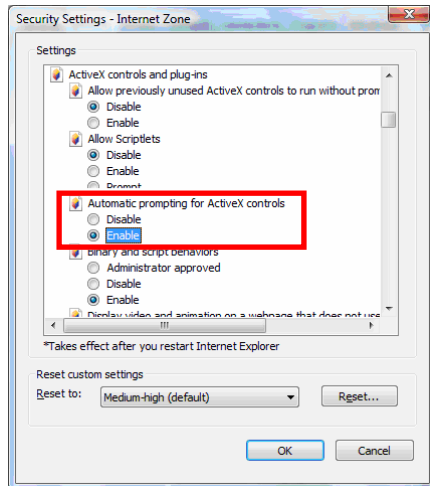 Security Settings - Internet Zone
Settings
ActiveX controls and plug-ins
Allow previously unused ActiveX controls to run without pron
Disable
Enable
Allow Scriptlets
Disable
Enable
Prompt
Automatic prompting for ActiveX controls
Disable
Enable
Binary and script behaviors
Administrator approved
Disable
Enable
Display video and animation on a webpage that does not use
*Takes effect after you restart Internet Explorer
Reset custom settings
Reset to:
Medium-high (default)
Reset...
OK
Cancel